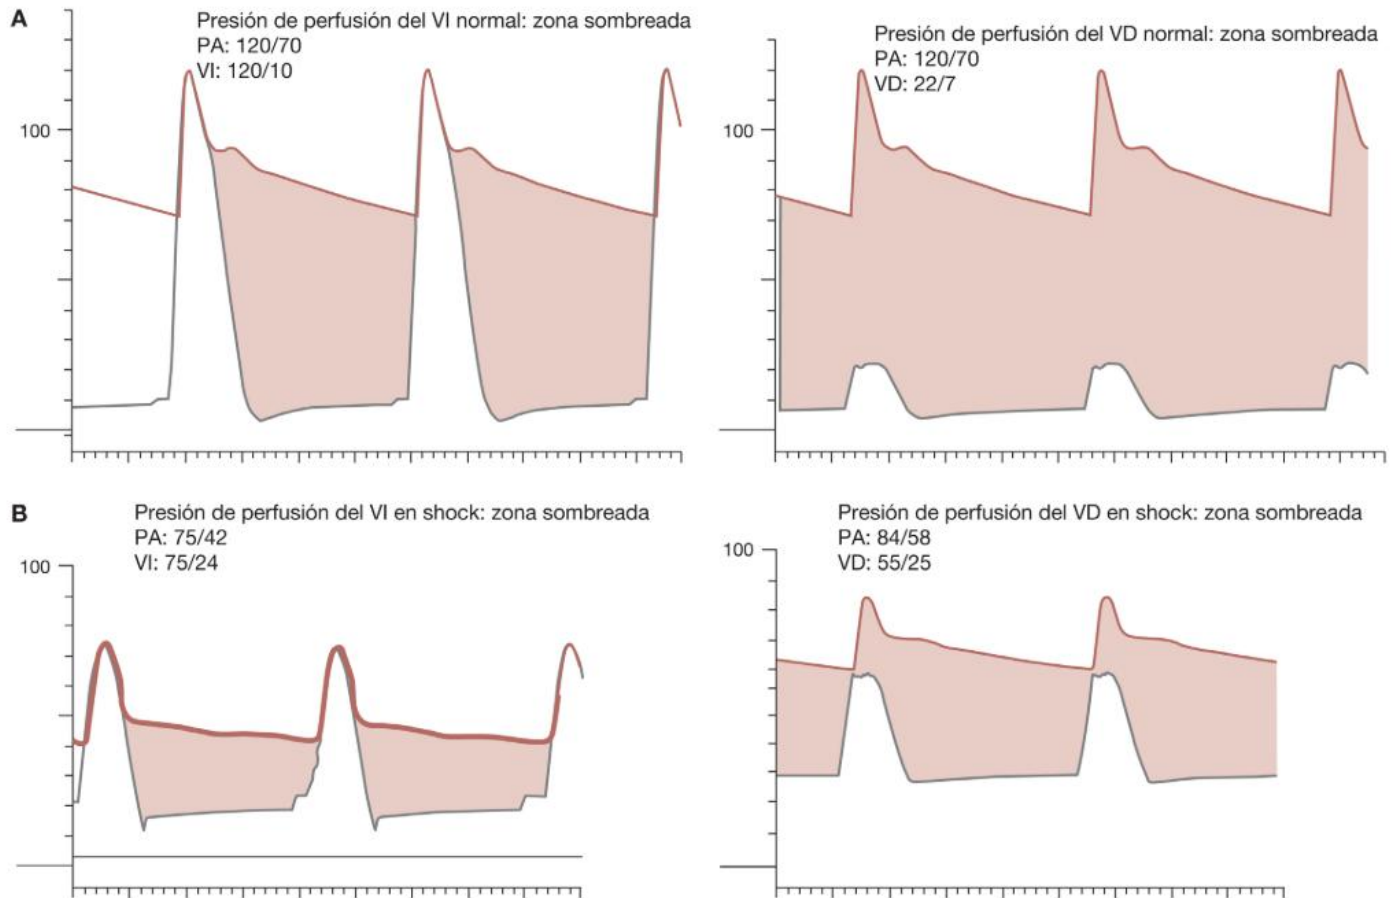 A
Presión de perfusión del VI normal: zona sombreada
PA: 120/70
VI: 120/10
100
Presión de perfusión del VD normal: zona sombreada
PA: 120/70
VD: 22/7
100
B
Presión de perfusión del VI en shock: zona sombreada
PA: 75/42
VI: 75/24
100
Presión de perfusión del VD en shock: zona sombreada
PA: 84/58
VD: 55/25
100